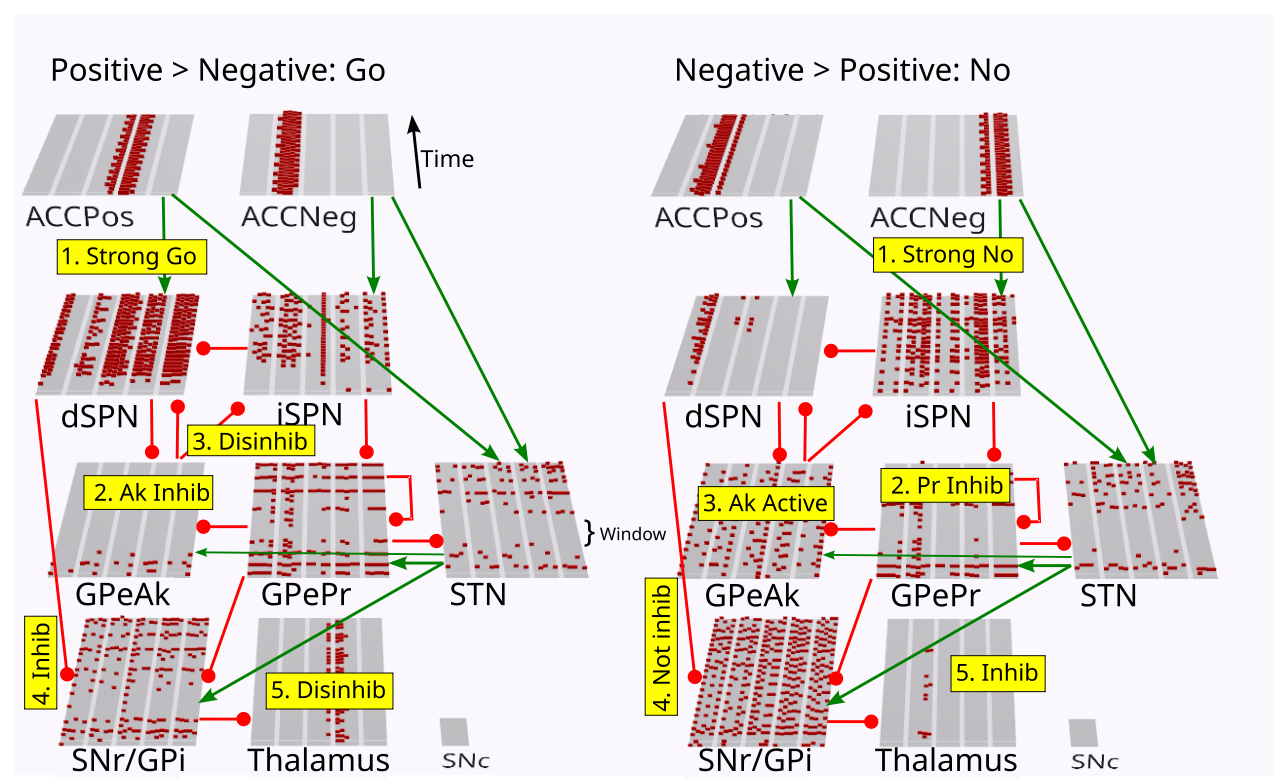 Positive > Negative: Go
Negative > Positive: No
Time
ACCPos
ACCNeg
1. Strong Go
dSPN
iSPN
3. Disinhib
2. Ak Inhib
} Window
GPeAk
GPePr
STN
4. Inhib
5. Disinhib
SNr/GPi
Thalamus
SNc
ACCPos
ACCNeg
1. Strong No
dSPN
iSPN
2. Pr Inhib
3. Ak Active
GPeAk
GPePr
STN
4. Not inhib
5. Inhib
SNr/GPi
Thalamus
SNc